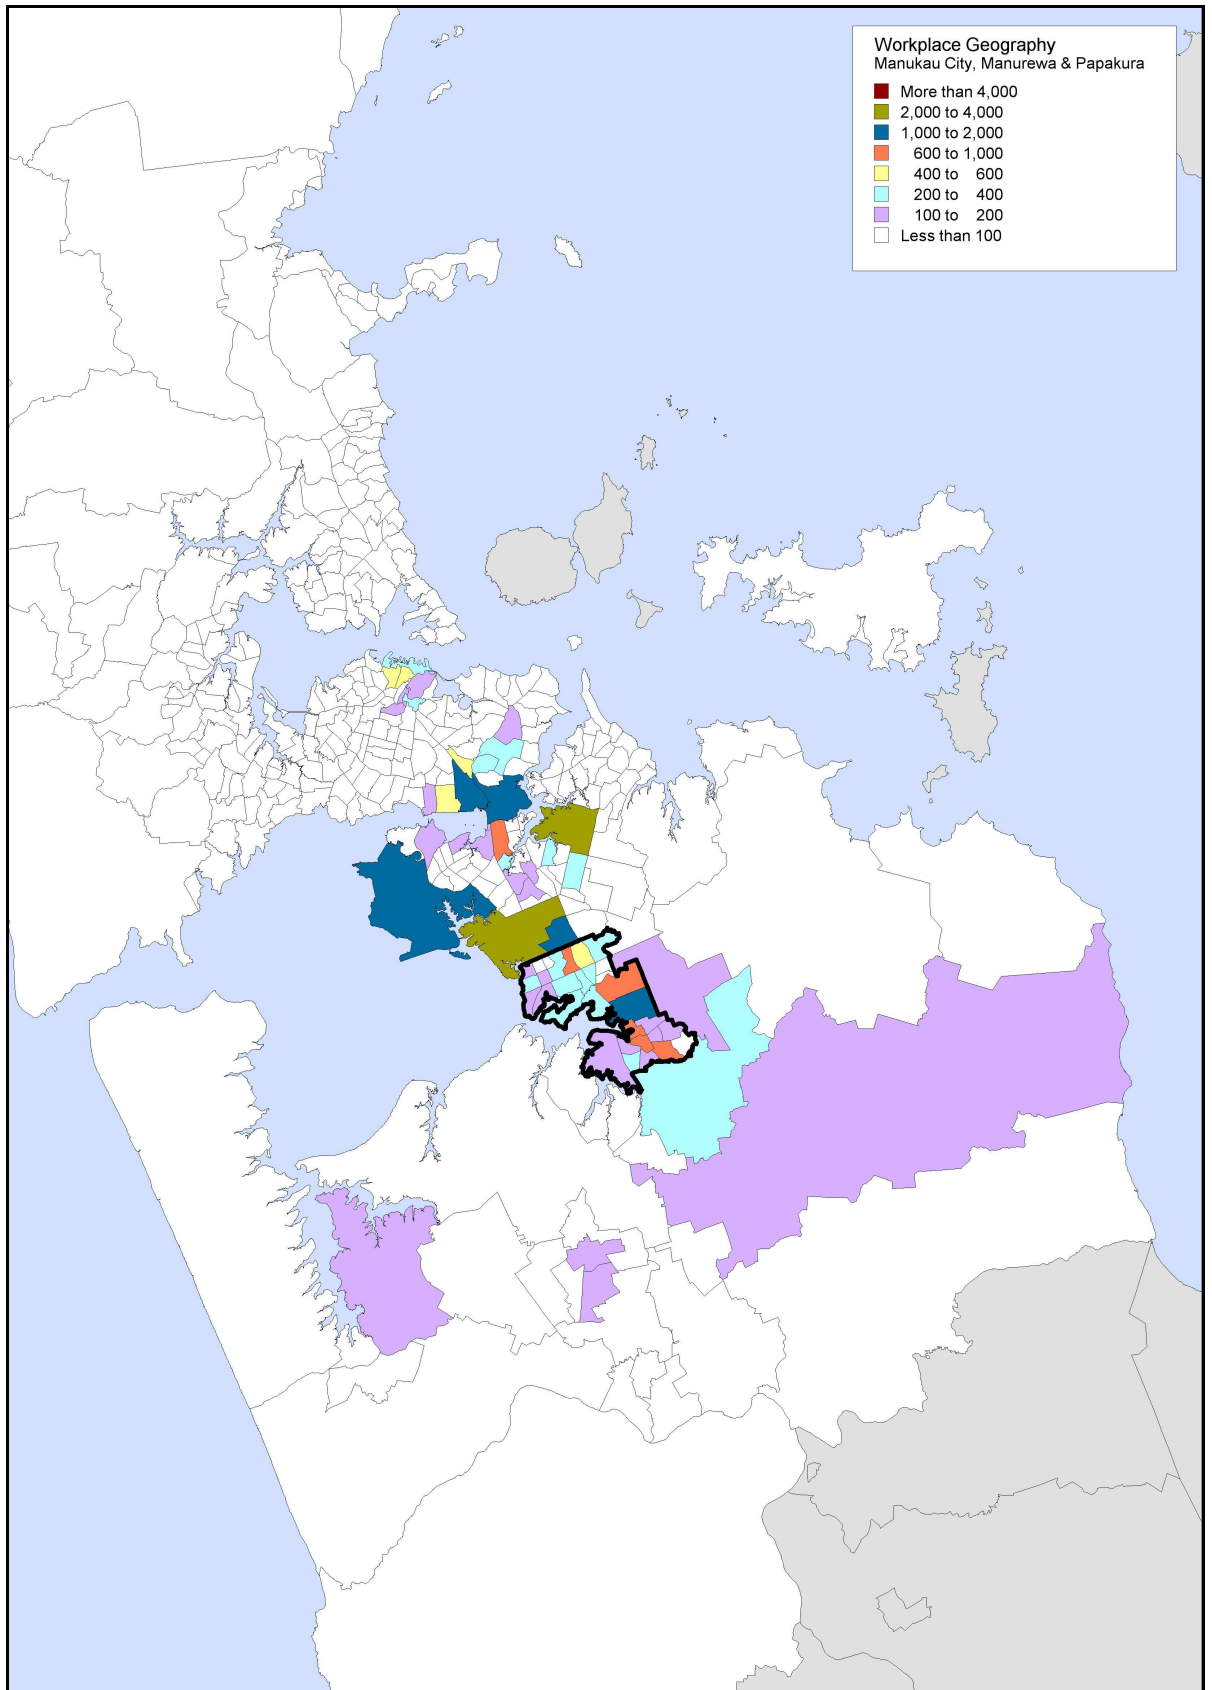 Workplace Geography
Manukau City, Manurewa & Papakura
More than 4,000
2,000 to 4,000
1,000 to 2,000
600 to 1,000
400 to 600
200 to 400
100 to 200
Less than 100